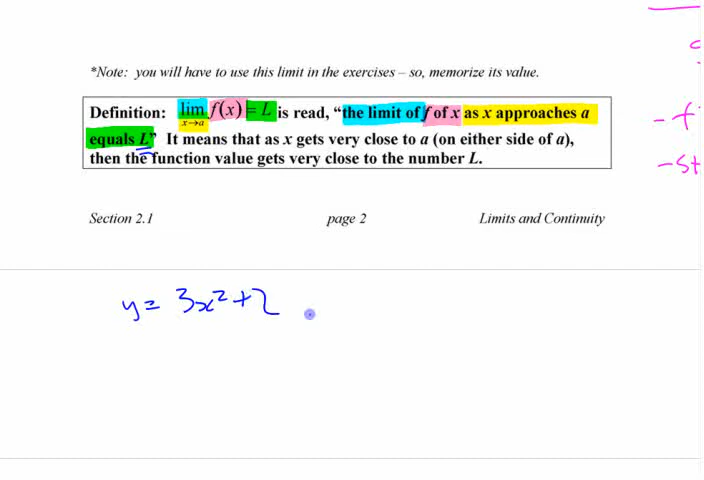 *Note: you will have to use this limit in the exercises – so, memorize its value.
Definition: lim x→a f(x) = L is read, “the limit of f of x as x approaches a
equals L” It means that as x gets very close to a (on either side of a),
then the function value gets very close to the number L.
Section 2.1 page 2 Limits and Continuity
y = 3x² + 2